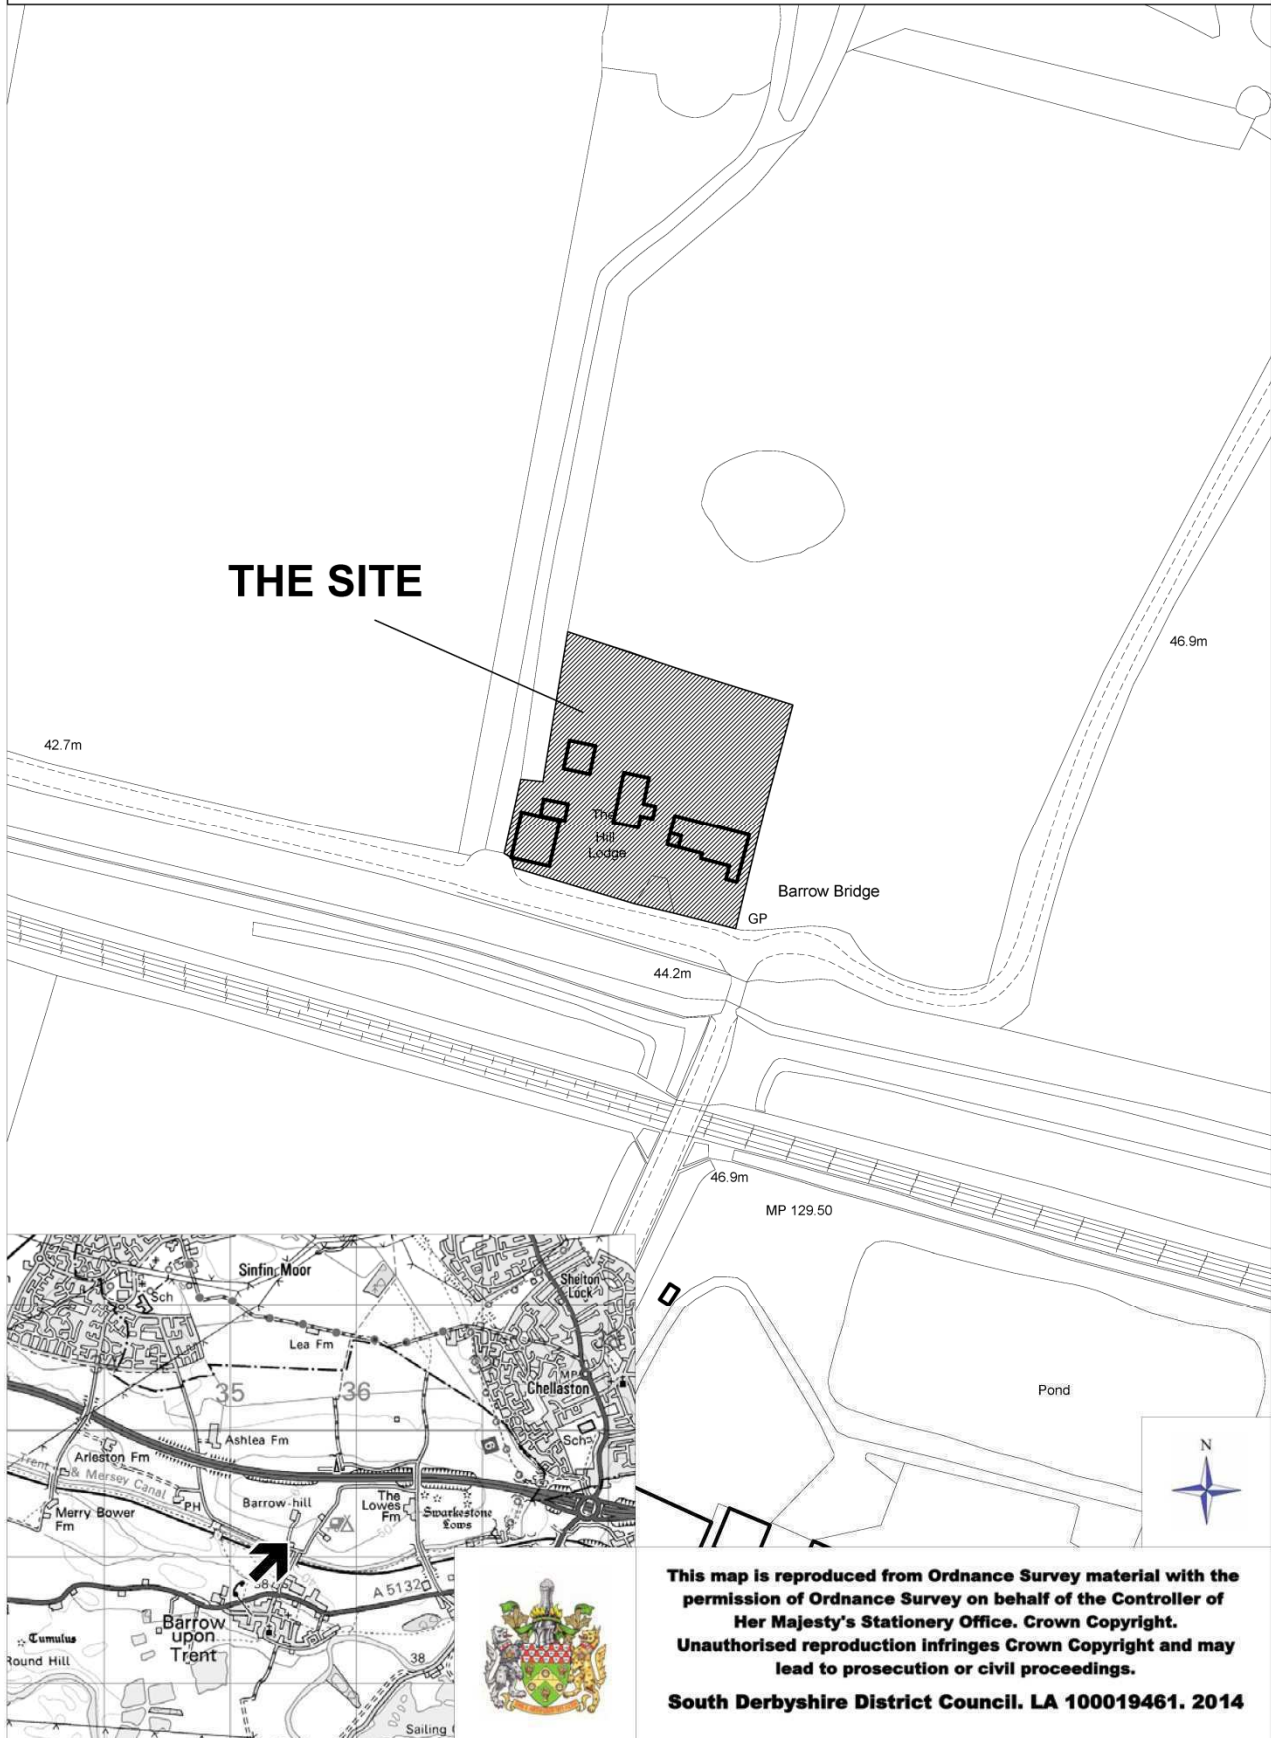 THE SITE
46.9m
42.7m
The
Hill
Lodge
Barrow Bridge
GP
44.2m
46.9m
MP 129.50
Pond
N
Sinfin Moor
Shelton
Lock
Sch
Lea Fm
MP
35
36
Chellaston
Ashlea Fm
Sch
Arleston Fm
Trent & Mersey Canal
PH
Barrow hill
The
Lowes
Fm
Swarkestone
Lows
Merry Bower
Fm
A 5132
Barrow
upon
Trent
Tumulus
Round Hill
38
Sailing
This map is reproduced from Ordnance Survey material with the
permission of Ordnance Survey on behalf of the Controller of
Her Majesty's Stationery Office. Crown Copyright.
Unauthorised reproduction infringes Crown Copyright and may
lead to prosecution or civil proceedings.
South Derbyshire District Council. LA 100019461. 2014